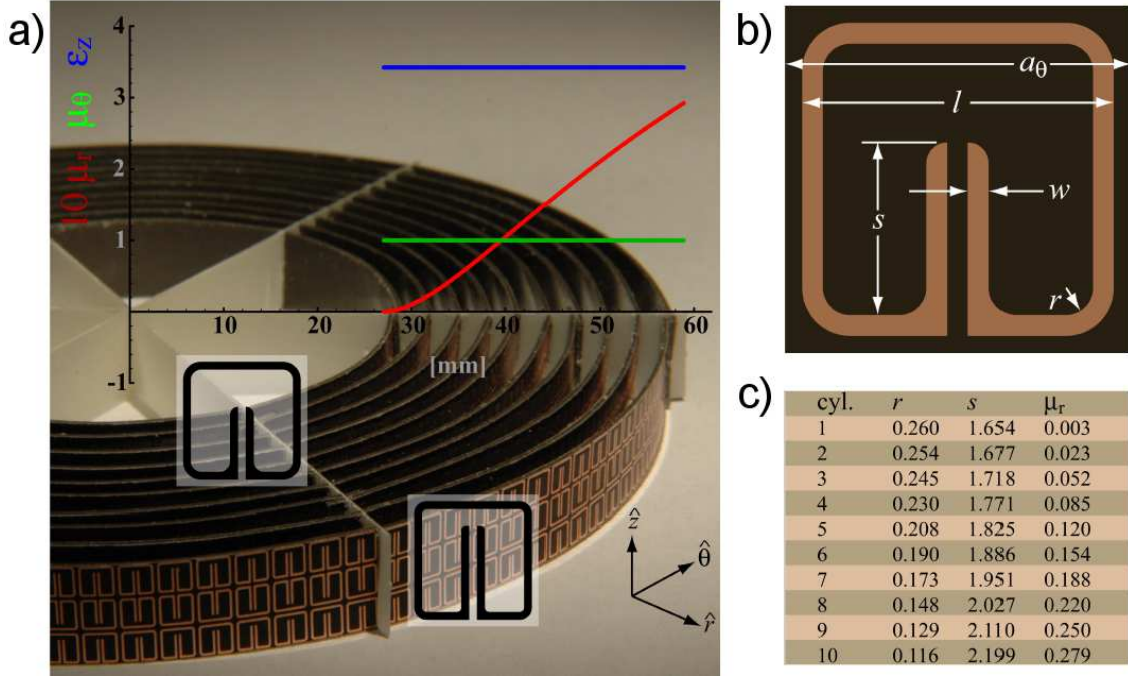 a)
10 μr μθ εz
4
3
2
1
-1
10 20 30 40 50 60
[mm]
ẑ
θ̂
r̂
b)
aθ
l
s
w
r
c)
cyl. r s μr
1 0.260 1.654 0.003
2 0.254 1.677 0.023
3 0.245 1.718 0.052
4 0.230 1.771 0.085
5 0.208 1.825 0.120
6 0.190 1.886 0.154
7 0.173 1.951 0.188
8 0.148 2.027 0.220
9 0.129 2.110 0.250
10 0.116 2.199 0.279